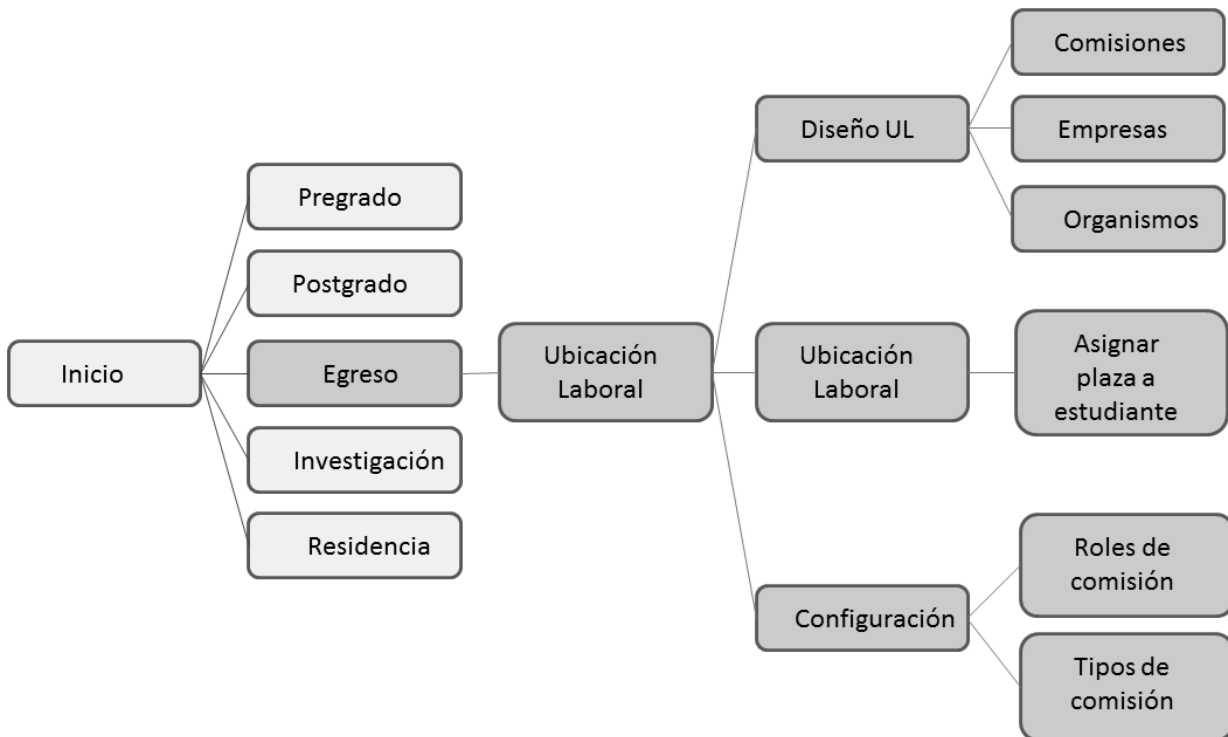 Inicio
Pregrado
Postgrado
Egreso
Investigación
Residencia
Ubicación
Laboral
Diseño UL
Ubicación
Laboral
Configuración
Comisiones
Empresas
Organismos
Asignar
plaza a
estudiante
Roles de
comisión
Tipos de
comisión